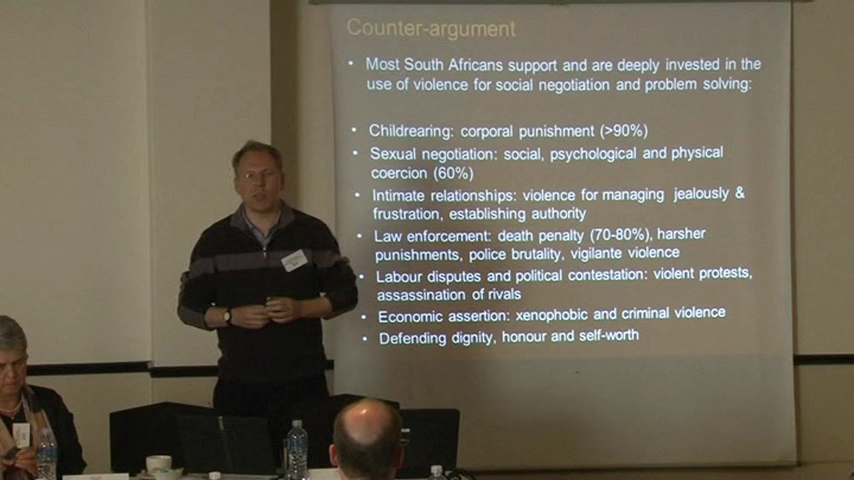 Counter-argument
• Most South Africans support and are deeply invested in the
use of violence for social negotiation and problem solving:
• Childrearing: corporal punishment (>90%)
• Sexual negotiation: social, psychological and physical
coercion (60%)
• Intimate relationships: violence for managing jealously &
frustration, establishing authority
• Law enforcement: death penalty (70-80%), harsher
punishments, police brutality, vigilante violence
• Labour disputes and political contestation: violent protests,
assassination of rivals
• Economic assertion: xenophobic and criminal violence
• Defending dignity, honour and self-worth